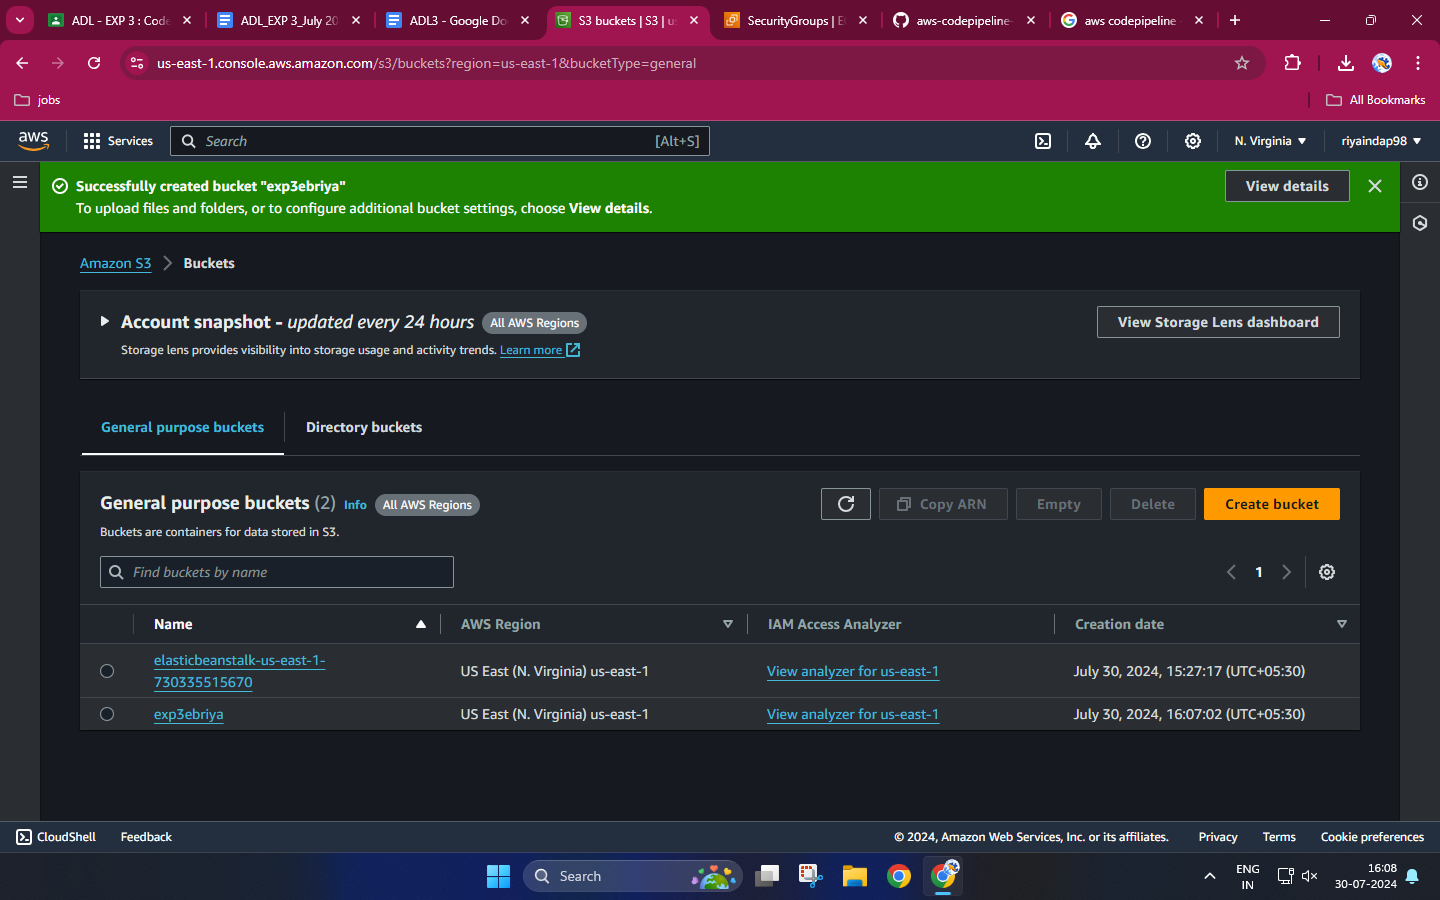 ADL - EXP 3 : Code
ADL_EXP 3_July 20
ADL3 - Google Do
S3 buckets | S3 | us
SecurityGroups | E
aws-codepipeline-
aws codepipeline
us-east-1.console.aws.amazon.com/s3/buckets?region=us-east-1&bucketType=general
jobs
All Bookmarks
aws
Services
Search
[Alt+S]
N. Virginia
riyaindap98
Successfully created bucket "exp3ebriya"
To upload files and folders, or to configure additional bucket settings, choose View details.
View details
Amazon S3
Buckets
Account snapshot - updated every 24 hours
All AWS Regions
View Storage Lens dashboard
Storage lens provides visibility into storage usage and activity trends. Learn more
General purpose buckets
Directory buckets
General purpose buckets (2)
Info
All AWS Regions
Copy ARN
Empty
Delete
Create bucket
Buckets are containers for data stored in S3.
Find buckets by name
1
Name
AWS Region
IAM Access Analyzer
Creation date
elasticbeanstalk-us-east-1-
730335515670
US East (N. Virginia) us-east-1
View analyzer for us-east-1
July 30, 2024, 15:27:17 (UTC+05:30)
exp3ebriya
US East (N. Virginia) us-east-1
View analyzer for us-east-1
July 30, 2024, 16:07:02 (UTC+05:30)
CloudShell
Feedback
© 2024, Amazon Web Services, Inc. or its affiliates.
Privacy
Terms
Cookie preferences
Search
ENG
IN
16:08
30-07-2024